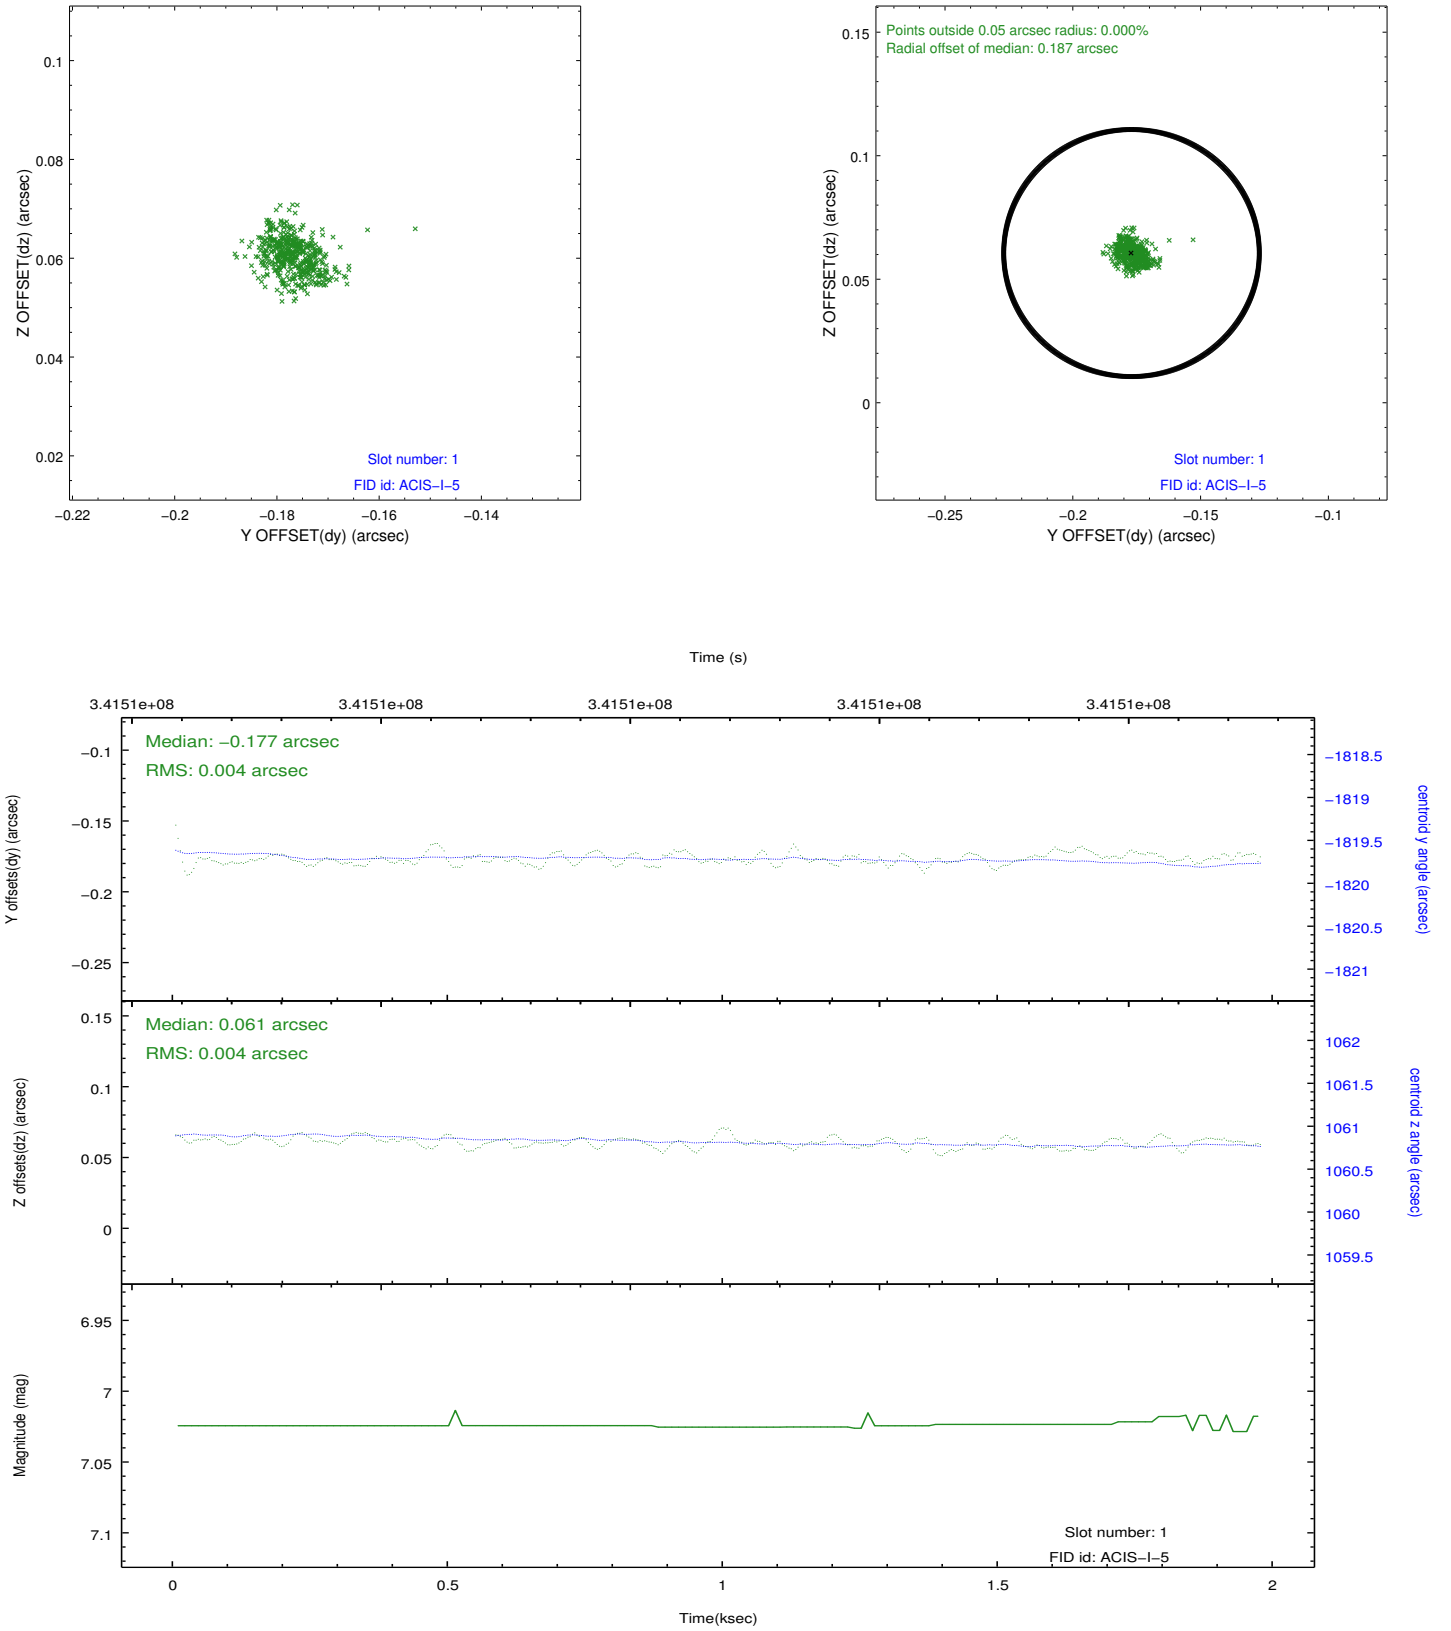 0.1
0.08
0.06
0.04
0.02
Z OFFSET(dz) (arcsec)
Slot number: 1
FID id: ACIS−I−5
−0.22 −0.2 −0.18 −0.16 −0.14
Y OFFSET(dy) (arcsec)
Points outside 0.05 arcsec radius: 0.000%
Radial offset of median: 0.187 arcsec
0.15
0.1
0.05
0
Z OFFSET(dz) (arcsec)
Slot number: 1
FID id: ACIS−I−5
−0.25 −0.2 −0.15 −0.1
Y OFFSET(dy) (arcsec)
Time (s)
3.4151e+08 3.4151e+08 3.4151e+08 3.4151e+08 3.4151e+08
Median: −0.177 arcsec
RMS: 0.004 arcsec
−0.1
−0.15
−0.2
−0.25
Y offsets(dy) (arcsec)
−1818.5
−1819
−1819.5
−1820
−1820.5
−1821
centroid y angle (arcsec)
Median: 0.061 arcsec
RMS: 0.004 arcsec
0.15
0.1
0.05
0
Z offsets(dz) (arcsec)
1062
1061.5
1061
1060.5
1060
1059.5
centroid z angle (arcsec)
6.95
7
7.05
7.1
Magnitude (mag)
Slot number: 1
FID id: ACIS−I−5
0 0.5 1 1.5 2
Time(ksec)